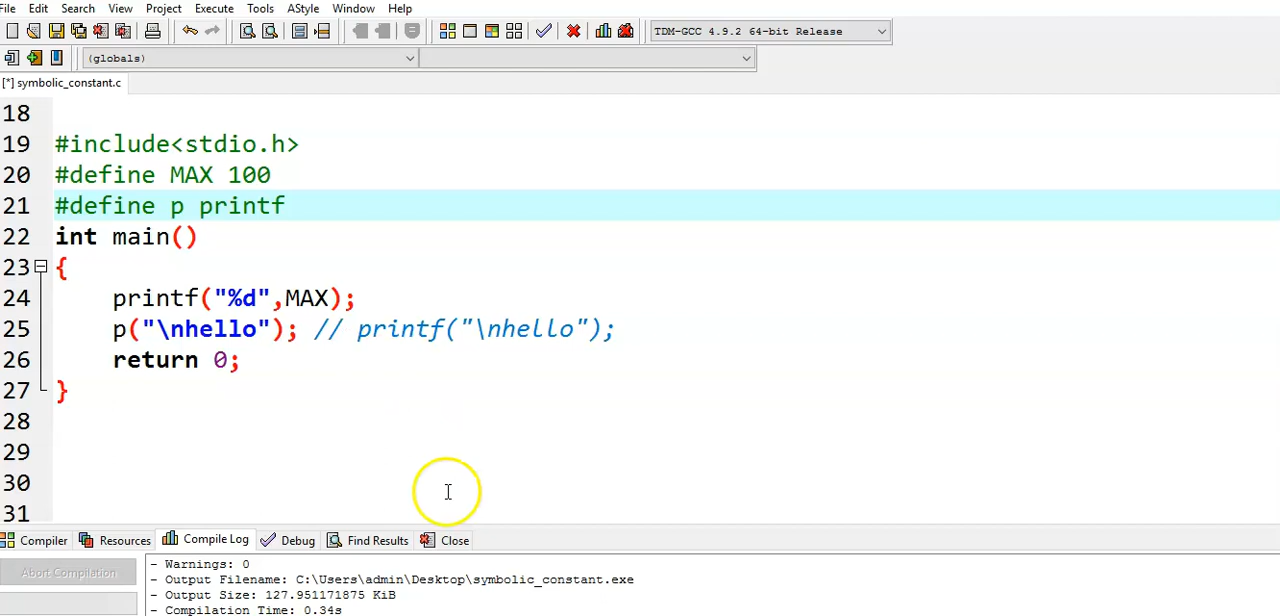 File Edit Search View Project Execute Tools AStyle Window Help
TDM-GCC 4.9.2 64-bit Release
(globals)
[*] symbolic_constant.c
18
19 #include<stdio.h>
20 #define MAX 100
21 #define p printf
22 int main()
23 {
24 printf("%d",MAX);
25 p("\nhello"); // printf("\nhello");
26 return 0;
27 }
28
29
30
31
Compiler Resources Compile Log Debug Find Results Close
Abort Compilation
- Warnings: 0
- Output Filename: C:\Users\admin\Desktop\symbolic_constant.exe
- Output Size: 127.951171875 KiB
- Compilation Time: 0.34s